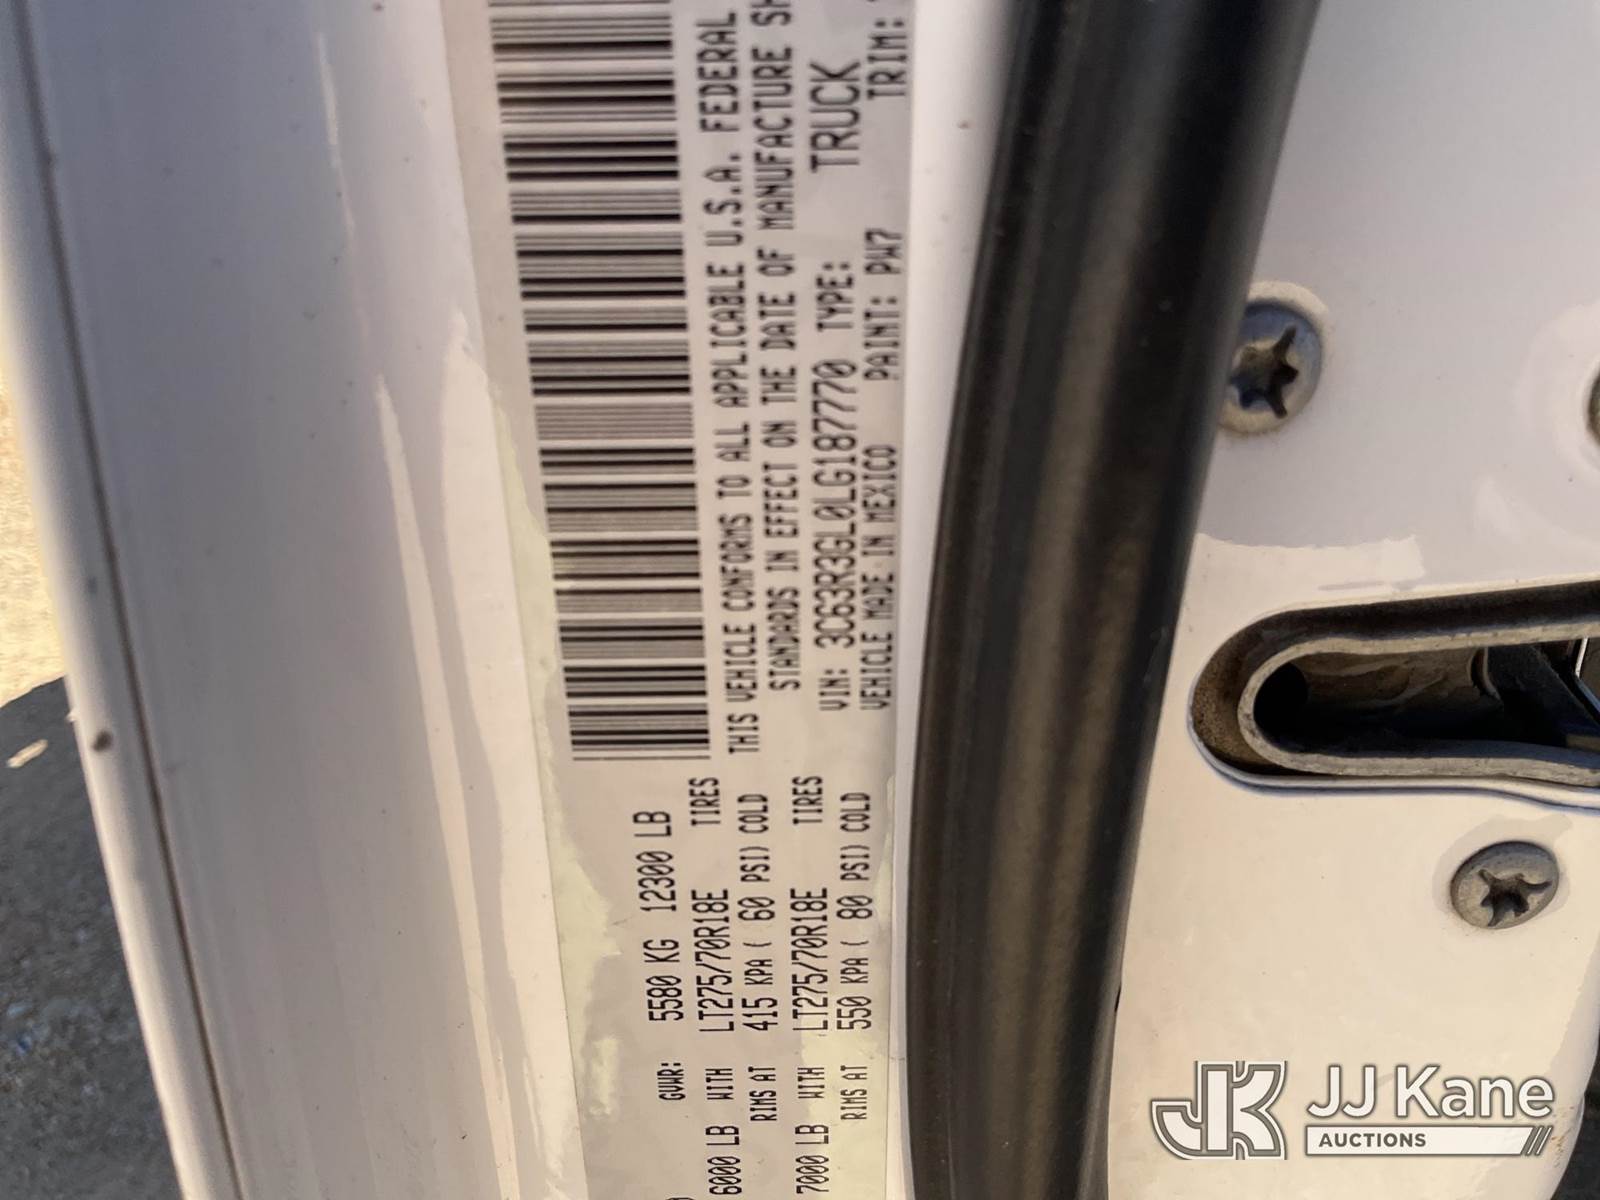 GVWR: 5580 KG 12300 LB
6000 LB WITH LT275/70R18E TIRES
RIMS AT 415 KPA ( 60 PSI) COLD
7000 LB WITH LT275/70R18E TIRES
RIMS AT 550 KPA ( 80 PSI) COLD
THIS VEHICLE CONFORMS TO ALL APPLICABLE U.S.A. FEDERAL
STANDARDS IN EFFECT ON THE DATE OF MANUFACTURE SH
VIN: 3C63R3GL0LG187770 TYPE: TRUCK
VEHICLE MADE IN MEXICO PAINT: PW7 TRIM:
JK JJ Kane
AUCTIONS